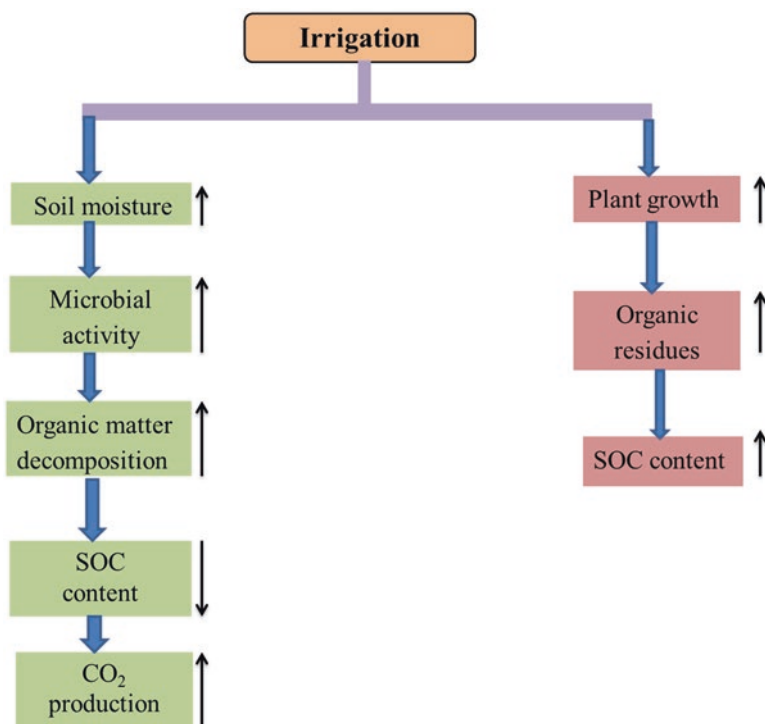 Irrigation
Soil moisture
Microbial
activity
Organic matter
decomposition
SOC
content
CO₂
production
Plant growth
Organic
residues
SOC content